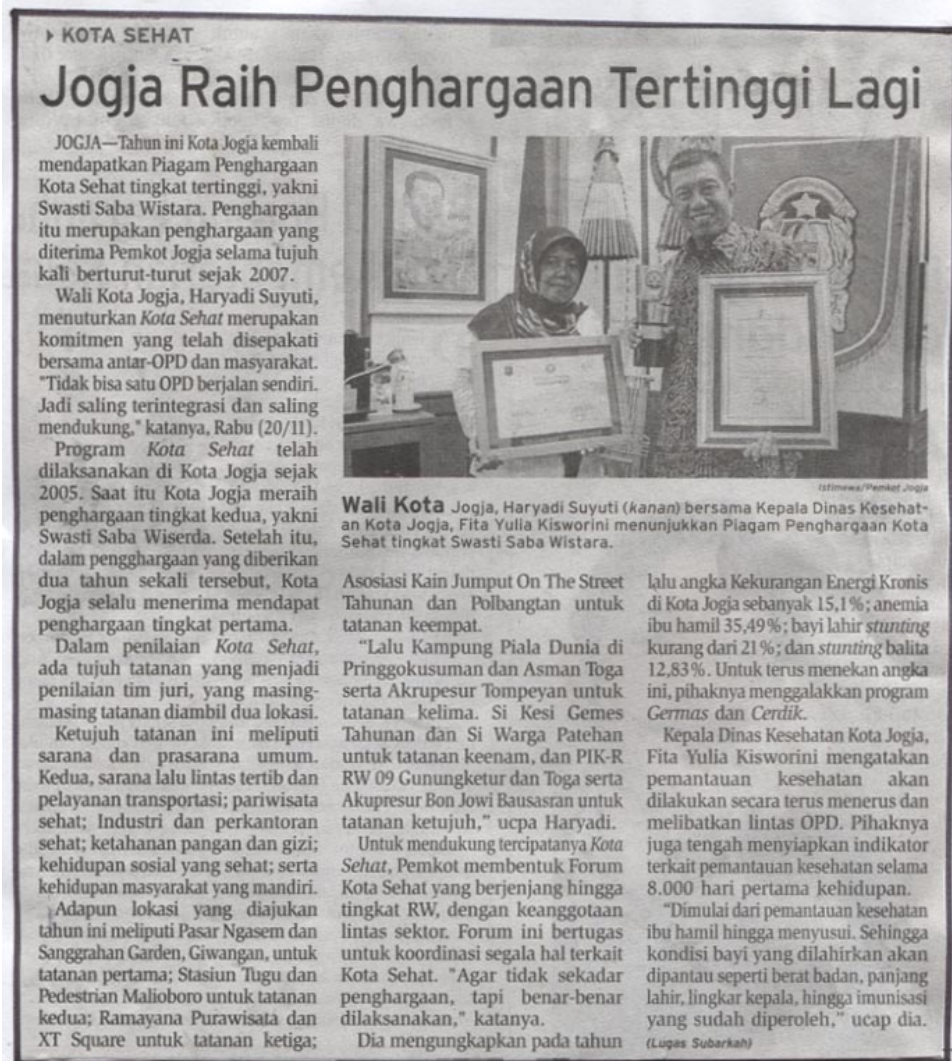 KOTA SEHAT
Jogja Raih Penghargaan Tertinggi Lagi
JOGJA—Tahun ini Kota Jogja kembali
mendapatkan Piagam Penghargaan
Kota Sehat tingkat tertinggi, yakni
Swasti Saba Wistara. Penghargaan
itu merupakan penghargaan yang
diterima Pemkot Jogja selama tujuh
kali berturut-turut sejak 2007.
Wali Kota Jogja, Haryadi Suyuti,
menuturkan Kota Sehat merupakan
komitmen yang telah disepakati
bersama antar-OPD dan masyarakat.
"Tidak bisa satu OPD berjalan sendiri.
Jadi saling terintegrasi dan saling
mendukung," katanya, Rabu (20/11).
Program Kota Sehat telah
dilaksanakan di Kota Jogja sejak
2005. Saat itu Kota Jogja meraih
penghargaan tingkat kedua, yakni
Swasti Saba Wiserda. Setelah itu,
dalam pengghargaan yang diberikan
dua tahun sekali tersebut, Kota
Jogja selalu menerima mendapat
penghargaan tingkat pertama.
Dalam penilaian Kota Sehat,
ada tujuh tatanan yang menjadi
penilaian tim juri, yang masing-
masing tatanan diambil dua lokasi.
Ketujuh tatanan ini meliputi
sarana dan prasarana umum.
Kedua, sarana lalu lintas tertib dan
pelayanan transportasi; pariwisata
sehat; Industri dan perkantoran
sehat; ketahanan pangan dan gizi;
kehidupan sosial yang sehat; serta
kehidupan masyarakat yang mandiri.
Adapun lokasi yang diajukan
tahun ini meliputi Pasar Ngasem dan
Sanggrahan Garden, Giwangan, untuk
tatanan pertama; Stasiun Tugu dan
Pedestrian Malioboro untuk tatanan
kedua; Ramayana Purawisata dan
XT Square untuk tatanan ketiga;
Istimewa/Pemkot Jogja
Wali Kota Jogja, Haryadi Suyuti (kanan) bersama Kepala Dinas Kesehat-
an Kota Jogja, Fita Yulia Kisworini menunjukkan Piagam Penghargaan Kota
Sehat tingkat Swasti Saba Wistara.
Asosiasi Kain Jumput On The Street
Tahunan dan Polbangtan untuk
tatanan keempat.
"Lalu Kampung Piala Dunia di
Pringgokusuman dan Asman Toga
serta Akrupesur Tompeyan untuk
tatanan kelima. Si Kesi Gemes
Tahunan dan Si Warga Patehan
untuk tatanan keenam, dan PIK-R
RW 09 Gunungketur dan Toga serta
Akupresur Bon Jowi Bausasran untuk
tatanan ketujuh," ucpa Haryadi.
Untuk mendukung tercipatanya Kota
Sehat, Pemkot membentuk Forum
Kota Sehat yang berjenjang hingga
tingkat RW, dengan keanggotaan
lintas sektor. Forum ini bertugas
untuk koordinasi segala hal terkait
Kota Sehat. "Agar tidak sekadar
penghargaan, tapi benar-benar
dilaksanakan," katanya.
Dia mengungkapkan pada tahun
lalu angka Kekurangan Energi Kronis
di Kota Jogja sebanyak 15,1%; anemia
ibu hamil 35,49%; bayi lahir stunting
kurang dari 21%; dan stunting balita
12,83%. Untuk terus menekan angka
ini, pihaknya menggalakkan program
Germas dan Cerdik.
Kepala Dinas Kesehatan Kota Jogja,
Fita Yulia Kisworini mengatakan
pemantauan kesehatan akan
dilakukan secara terus menerus dan
melibatkan lintas OPD. Pihaknya
juga tengah menyiapkan indikator
terkait pemantauan kesehatan selama
8.000 hari pertama kehidupan.
"Dimulai dari pemantauan kesehatan
ibu hamil hingga menyusui. Sehingga
kondisi bayi yang dilahirkan akan
dipantau seperti berat badan, panjang
lahir, lingkar kepala, hingga imunisasi
yang sudah diperoleh," ucap dia.
(Lugas Subarkah)